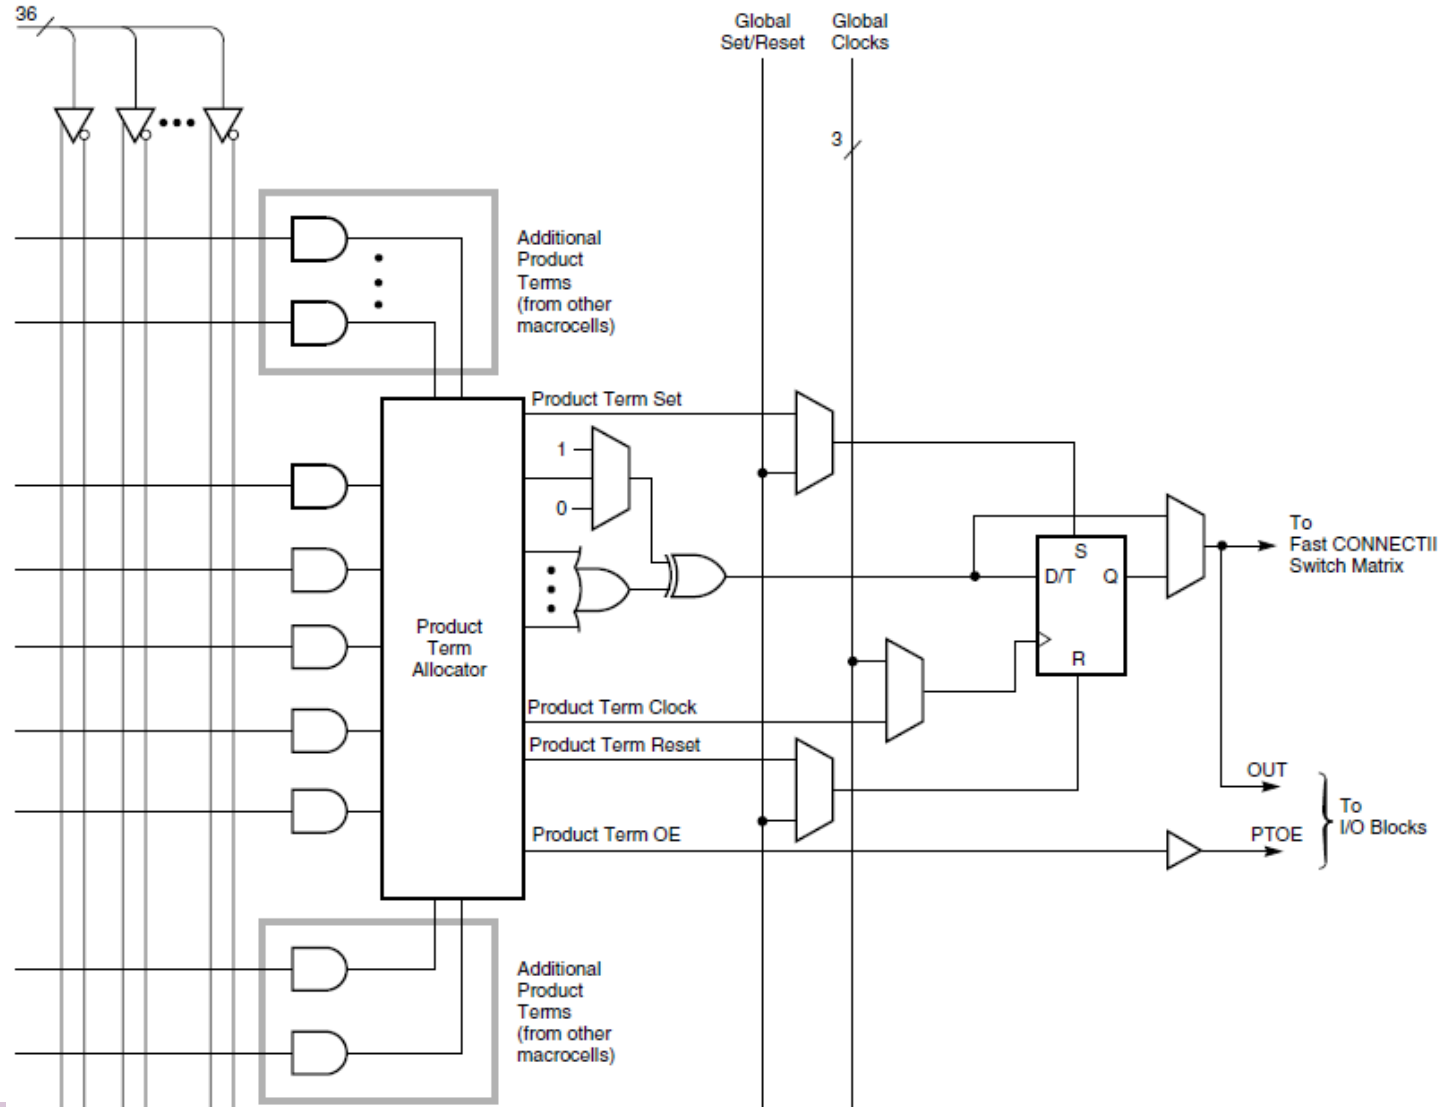 36
Global
Set/Reset
Global
Clocks
3
Additional
Product
Terms
(from other
macrocells)
Product Term Set
1
0
Product
Term
Allocator
S
D/T
Q
R
To
Fast CONNECTII
Switch Matrix
Product Term Clock
Product Term Reset
Product Term OE
OUT
PTOE
To
I/O Blocks
Additional
Product
Terms
(from other
macrocells)